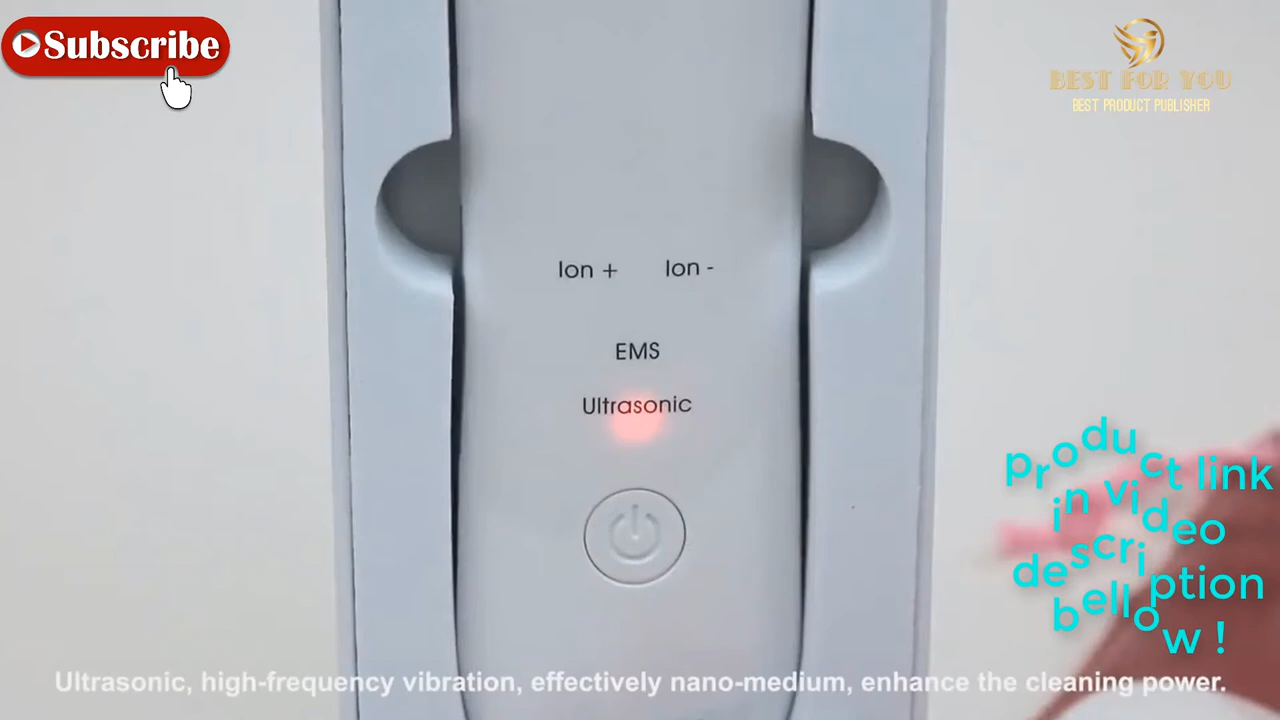 Subscribe
BEST FOR YOU
BEST PRODUCT PUBLISHER
Ion + Ion -
EMS
Ultrasonic
product link
in video
description
bellow !
Ultrasonic, high-frequency vibration, effectively nano-medium, enhance the cleaning power.